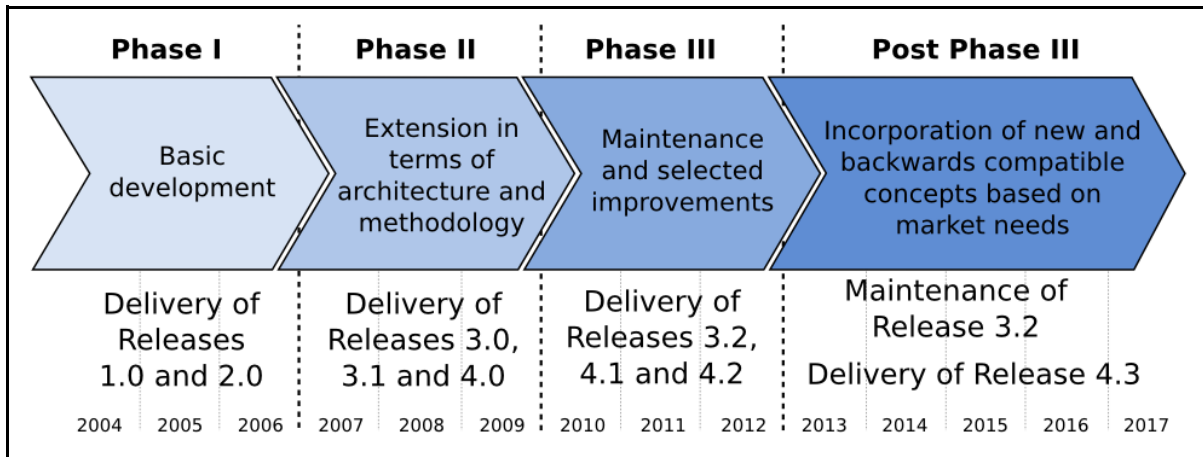 Phase I
Phase II
Phase III
Post Phase III
Basic
development
Extension in
terms of
architecture and
methodology
Maintenance
and selected
improvements
Incorporation of new and
backwards compatible
concepts based on
market needs
Delivery of
Releases
1.0 and 2.0
Delivery of
Releases 3.0,
3.1 and 4.0
Delivery of
Releases 3.2,
4.1 and 4.2
Maintenance of
Release 3.2
Delivery of Release 4.3
2004 2005 2006 2007 2008 2009 2010 2011 2012 2013 2014 2015 2016 2017